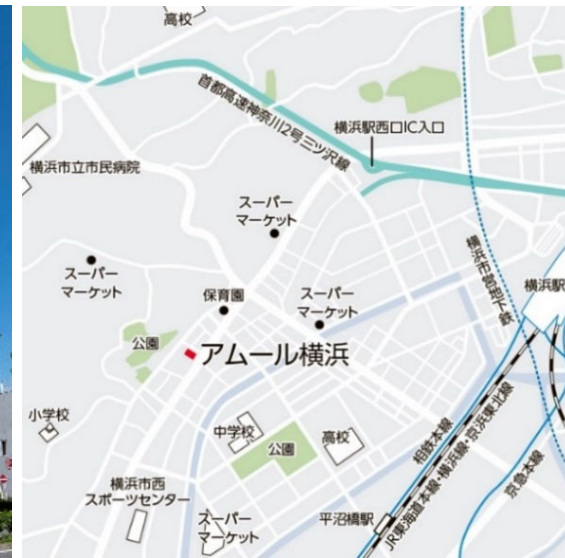 高校
首都高速神奈川2号三ツ沢線
横浜駅西口IC入口
横浜市立市民病院
スーパー
マーケット
横浜市営地下鉄
スーパー
マーケット
横浜駅
保育園
スーパー
マーケット
公園
アムール横浜
小学校
中学校
公園
高校
相鉄本線
JR東海道本線・横浜線・京浜東北線
京急本線
横浜市西
スポーツセンター
スーパー
マーケット
平沼橋駅